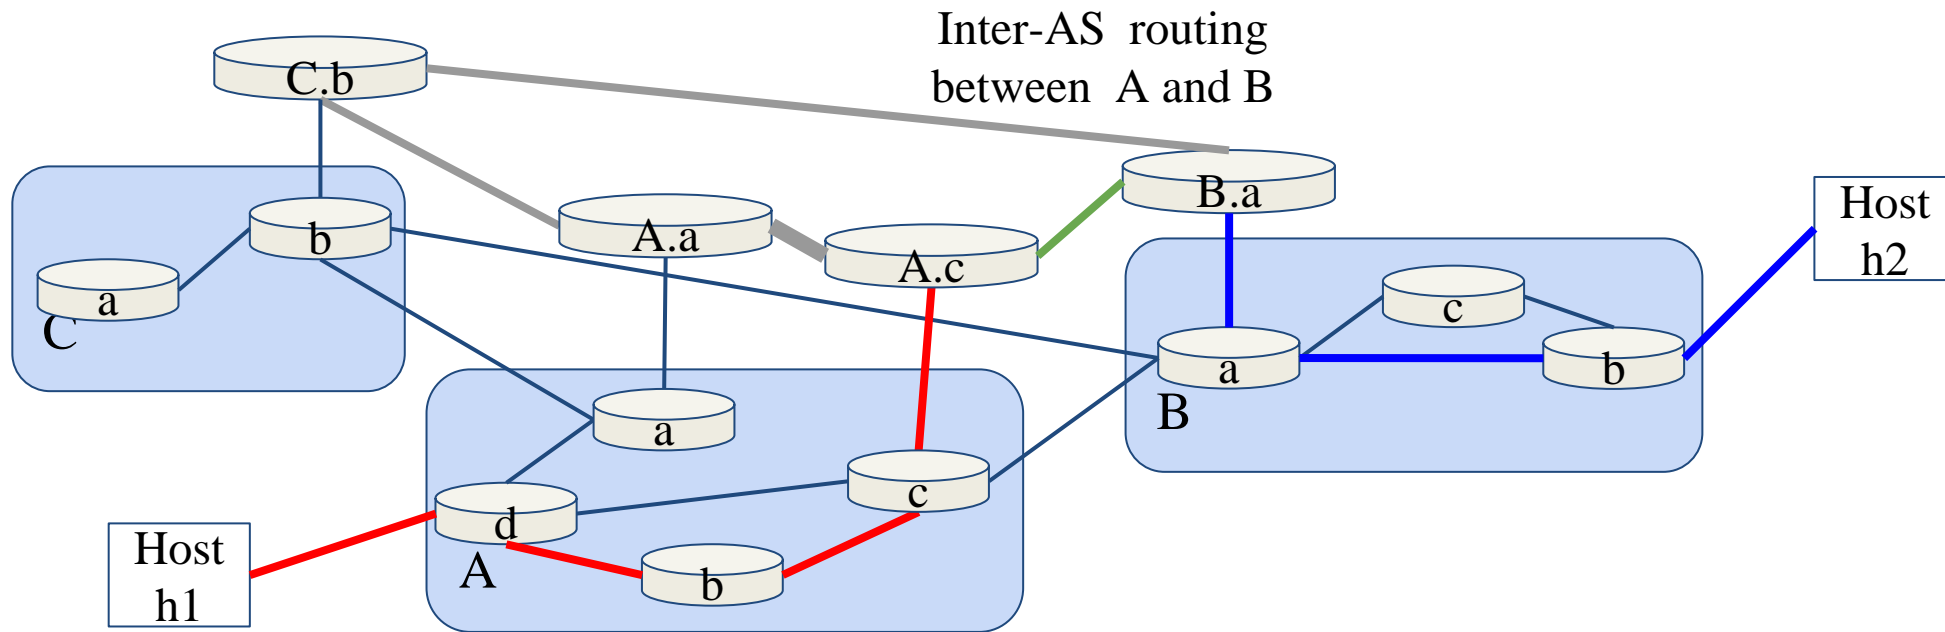 Inter-AS routing
between A and B
C.b
B.a
A.a
A.c
b
a
C
Host
h2
c
a
b
B
a
c
d
A
b
Host
h1